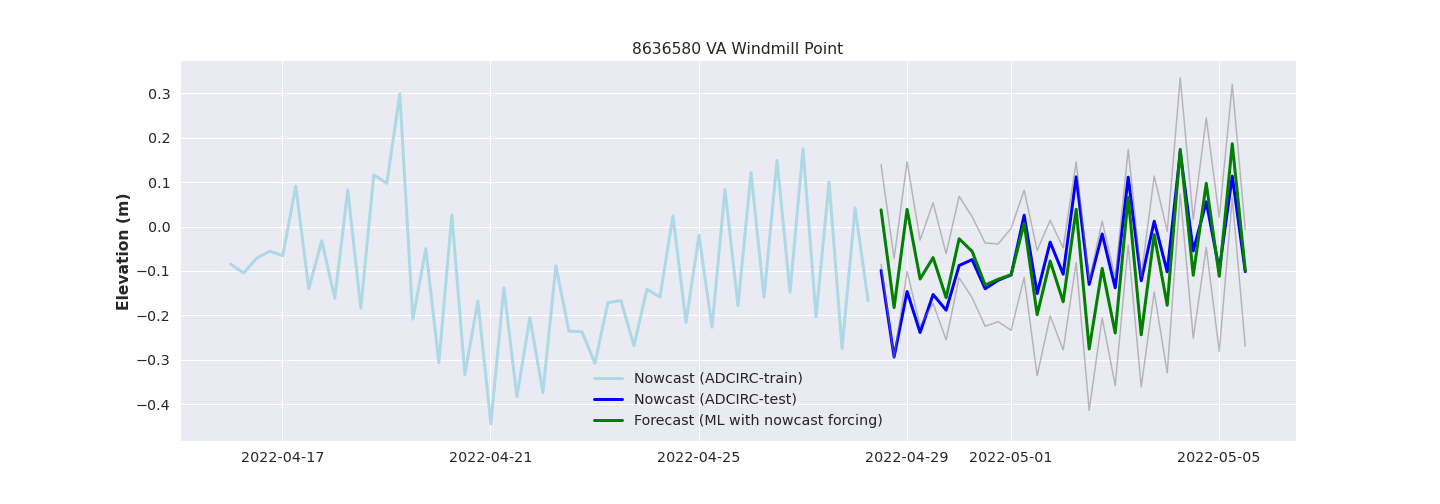 8636580 VA Windmill Point
Elevation (m)
0.3
0.2
0.1
0.0
−0.1
−0.2
−0.3
−0.4
Nowcast (ADCIRC-train)
Nowcast (ADCIRC-test)
Forecast (ML with nowcast forcing)
2022-04-17 2022-04-21 2022-04-25 2022-04-29 2022-05-01 2022-05-05